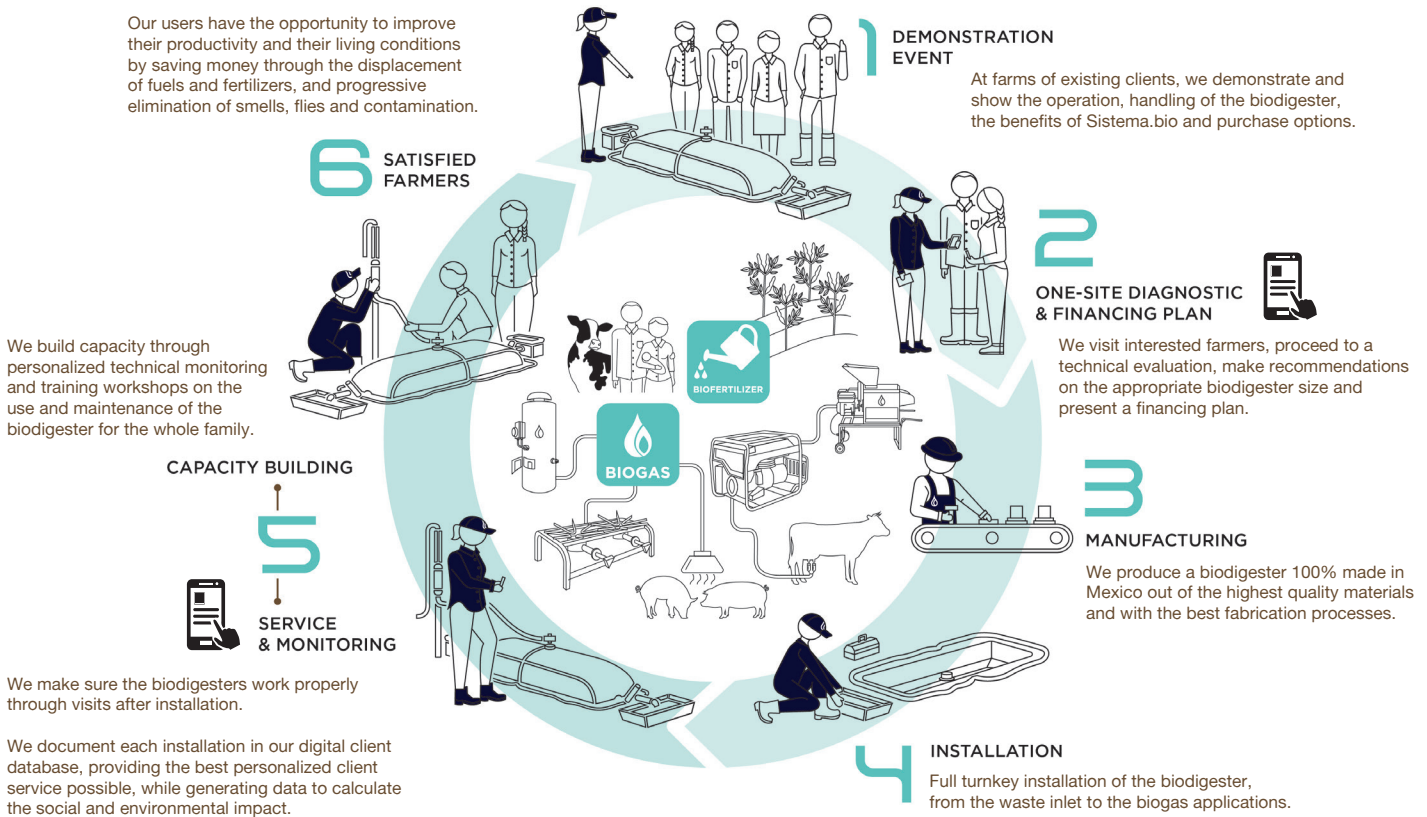 Our users have the opportunity to improve
their productivity and their living conditions
by saving money through the displacement
of fuels and fertilizers, and progressive
elimination of smells, flies and contamination.
6 SATISFIED
FARMERS
1 DEMONSTRATION
EVENT
At farms of existing clients, we demonstrate and
show the operation, handling of the biodigester,
the benefits of Sistema.bio and purchase options.
2
ONE-SITE DIAGNOSTIC
& FINANCING PLAN
We visit interested farmers, proceed to a
technical evaluation, make recommendations
on the appropriate biodigester size and
present a financing plan.
BIOFERTILIZER
BIOGAS
3
MANUFACTURING
We produce a biodigester 100% made in
Mexico out of the highest quality materials
and with the best fabrication processes.
4 INSTALLATION
Full turnkey installation of the biodigester,
from the waste inlet to the biogas applications.
We build capacity through
personalized technical monitoring
and training workshops on the
use and maintenance of the
biodigester for the whole family.
CAPACITY BUILDING
5
SERVICE
& MONITORING
We make sure the biodigesters work properly
through visits after installation.
We document each installation in our digital client
database, providing the best personalized client
service possible, while generating data to calculate
the social and environmental impact.